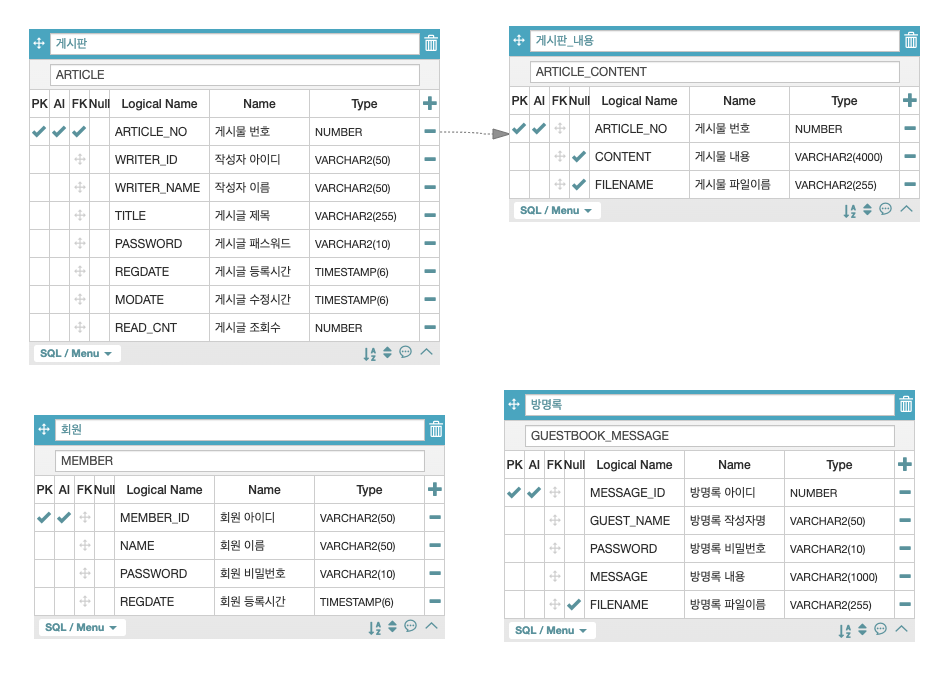 게시판
ARTICLE
PK AI FK Null Logical Name Name Type
ARTICLE_NO 게시물 번호 NUMBER
WRITER_ID 작성자 아이디 VARCHAR2(50)
WRITER_NAME 작성자 이름 VARCHAR2(50)
TITLE 게시글 제목 VARCHAR2(255)
PASSWORD 게시글 패스워드 VARCHAR2(10)
REGDATE 게시글 등록시간 TIMESTAMP(6)
MODATE 게시글 수정시간 TIMESTAMP(6)
READ_CNT 게시글 조회수 NUMBER
SQL / Menu
게시판_내용
ARTICLE_CONTENT
PK AI FK Null Logical Name Name Type
ARTICLE_NO 게시물 번호 NUMBER
CONTENT 게시물 내용 VARCHAR2(4000)
FILENAME 게시물 파일이름 VARCHAR2(255)
SQL / Menu
회원
MEMBER
PK AI FK Null Logical Name Name Type
MEMBER_ID 회원 아이디 VARCHAR2(50)
NAME 회원 이름 VARCHAR2(50)
PASSWORD 회원 비밀번호 VARCHAR2(10)
REGDATE 회원 등록시간 TIMESTAMP(6)
SQL / Menu
방명록
GUESTBOOK_MESSAGE
PK AI FK Null Logical Name Name Type
MESSAGE_ID 방명록 아이디 NUMBER
GUEST_NAME 방명록 작성자명 VARCHAR2(50)
PASSWORD 방명록 비밀번호 VARCHAR2(10)
MESSAGE 방명록 내용 VARCHAR2(1000)
FILENAME 방명록 파일이름 VARCHAR2(255)
SQL / Menu